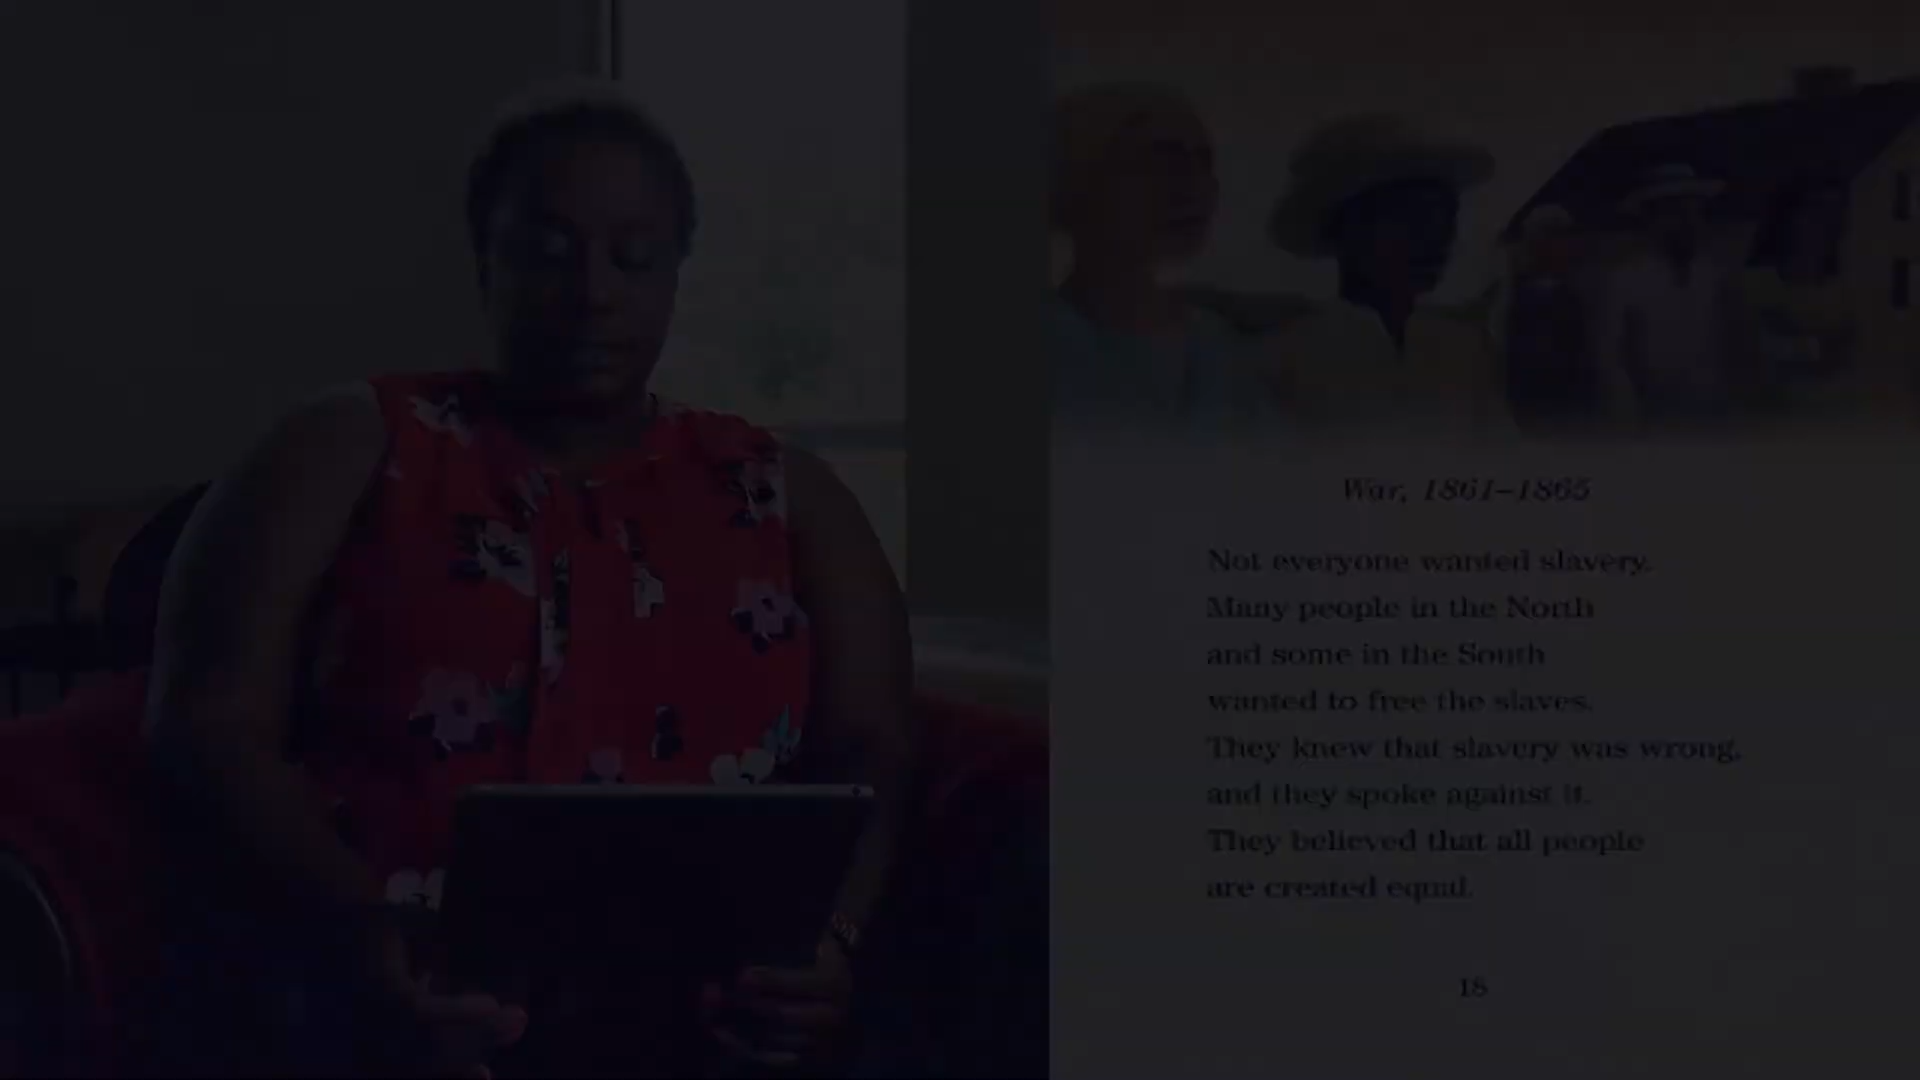 War, 1861–1865
Not everyone wanted slavery.
Many people in the North
and some in the South
wanted to free the slaves.
They knew that slavery was wrong,
and they spoke against it.
They believed that all people
are created equal.
18